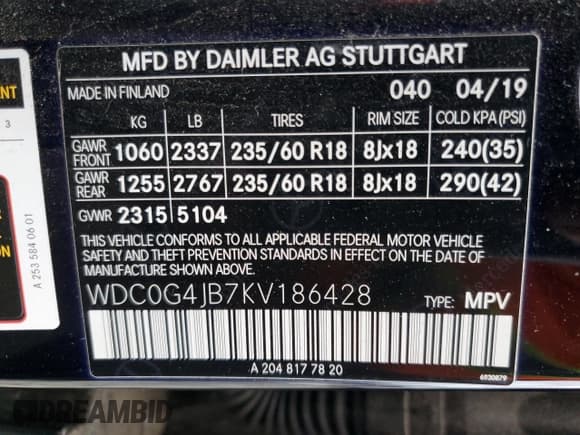 MFD BY DAIMLER AG STUTTGART
MADE IN FINLAND 040 04/19
KG LB TIRES RIM SIZE COLD KPA (PSI)
GAWR FRONT 1060 2337 235/60 R18 8Jx18 240(35)
GAWR REAR 1255 2767 235/60 R18 8Jx18 290(42)
GVWR 2315 5104
THIS VEHICLE CONFORMS TO ALL APPLICABLE FEDERAL MOTOR VEHICLE
SAFETY AND THEFT PREVENTION STANDARDS IN EFFECT ON THE
DATE OF MANUFACTURE SHOWN ABOVE.
WDC0G4JB7KV186428 TYPE: MPV
A 204 817 78 20
6930879
3
A 253 584 06 01
DREAMBID